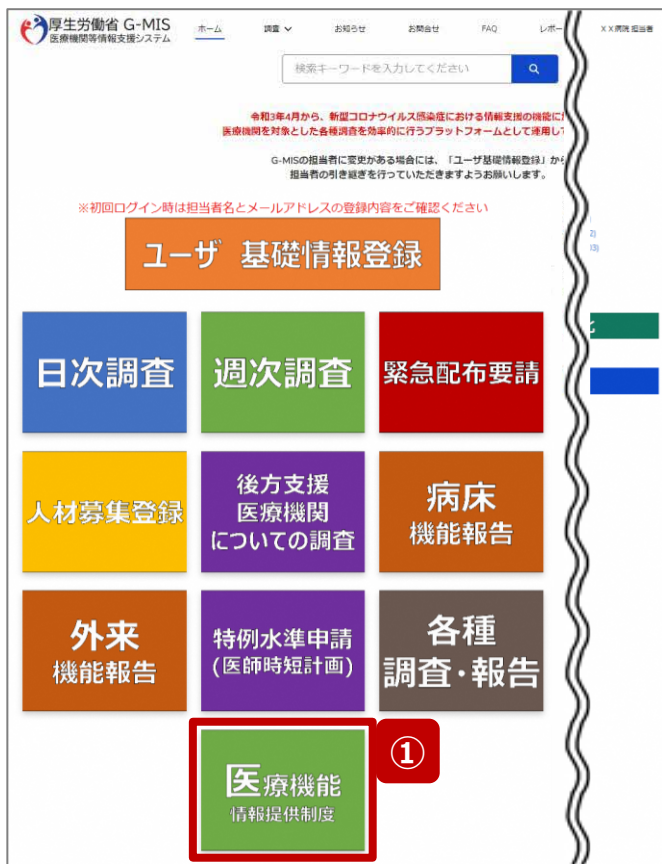 厚生労働省 G-MIS
医療機関等情報支援システム
ホーム 調査 お知らせ お問合せ FAQ レポー XX病院 担当者
検索キーワードを入力してください
令和3年4月から、新型コロナウイルス感染症における情報支援の機能に
医療機関を対象とした各種調査を効率的に行うプラットフォームとして運用して
G-MISの担当者に変更がある場合には、「ユーザ基礎情報登録」から
担当者の引き継ぎを行っていただきますようお願いします。
※初回ログイン時は担当者名とメールアドレスの登録内容をご確認ください
2)
ユーザ 基礎情報登録
日次調査 週次調査 緊急配布要請
人材募集登録
後方支援
医療機関
についての調査
病床
機能報告
外来
機能報告
特例水準申請
(医師時短計画)
各種
調査・報告
①
医療機能
情報提供制度